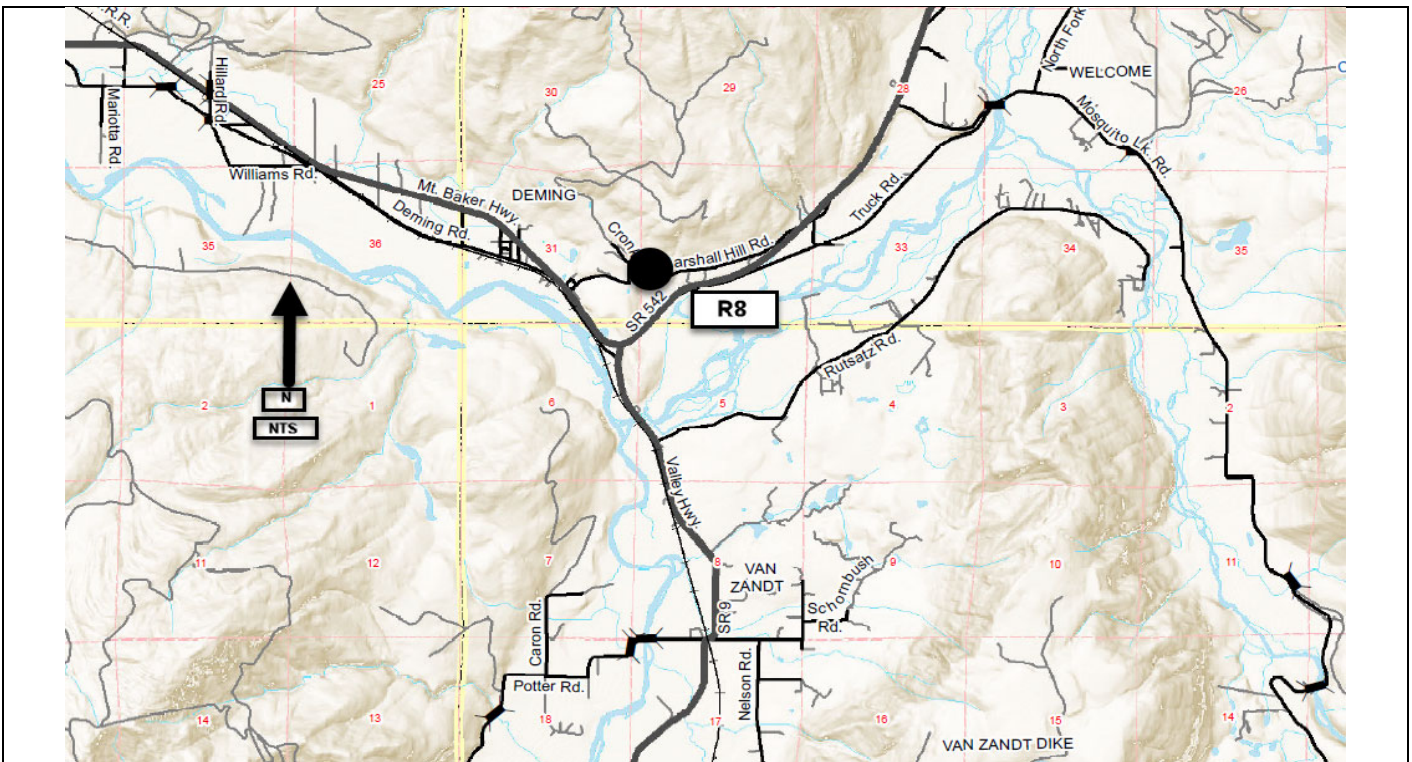 .R.R.
Hillard Rd.
Mariotta Rd.
25
30
29
28
North Fork
WELCOME
26
Mosquito Lk. Rd.
Williams Rd.
Mt. Baker Hwy.
DEMING
Deming Rd.
Truck Rd.
Cron
arshall Hill Rd.
35
36
31
33
34
35
SR 542
R8
Rutsatz Rd.
N
NTS
2
1
6
5
4
3
2
Valley Hwy.
11
12
7
8
9
10
11
VAN
ZANDT
Schornbush
Rd.
SR 9
Caron Rd.
Potter Rd.
Nelson Rd.
14
13
18
17
16
15
14
VAN ZANDT DIKE